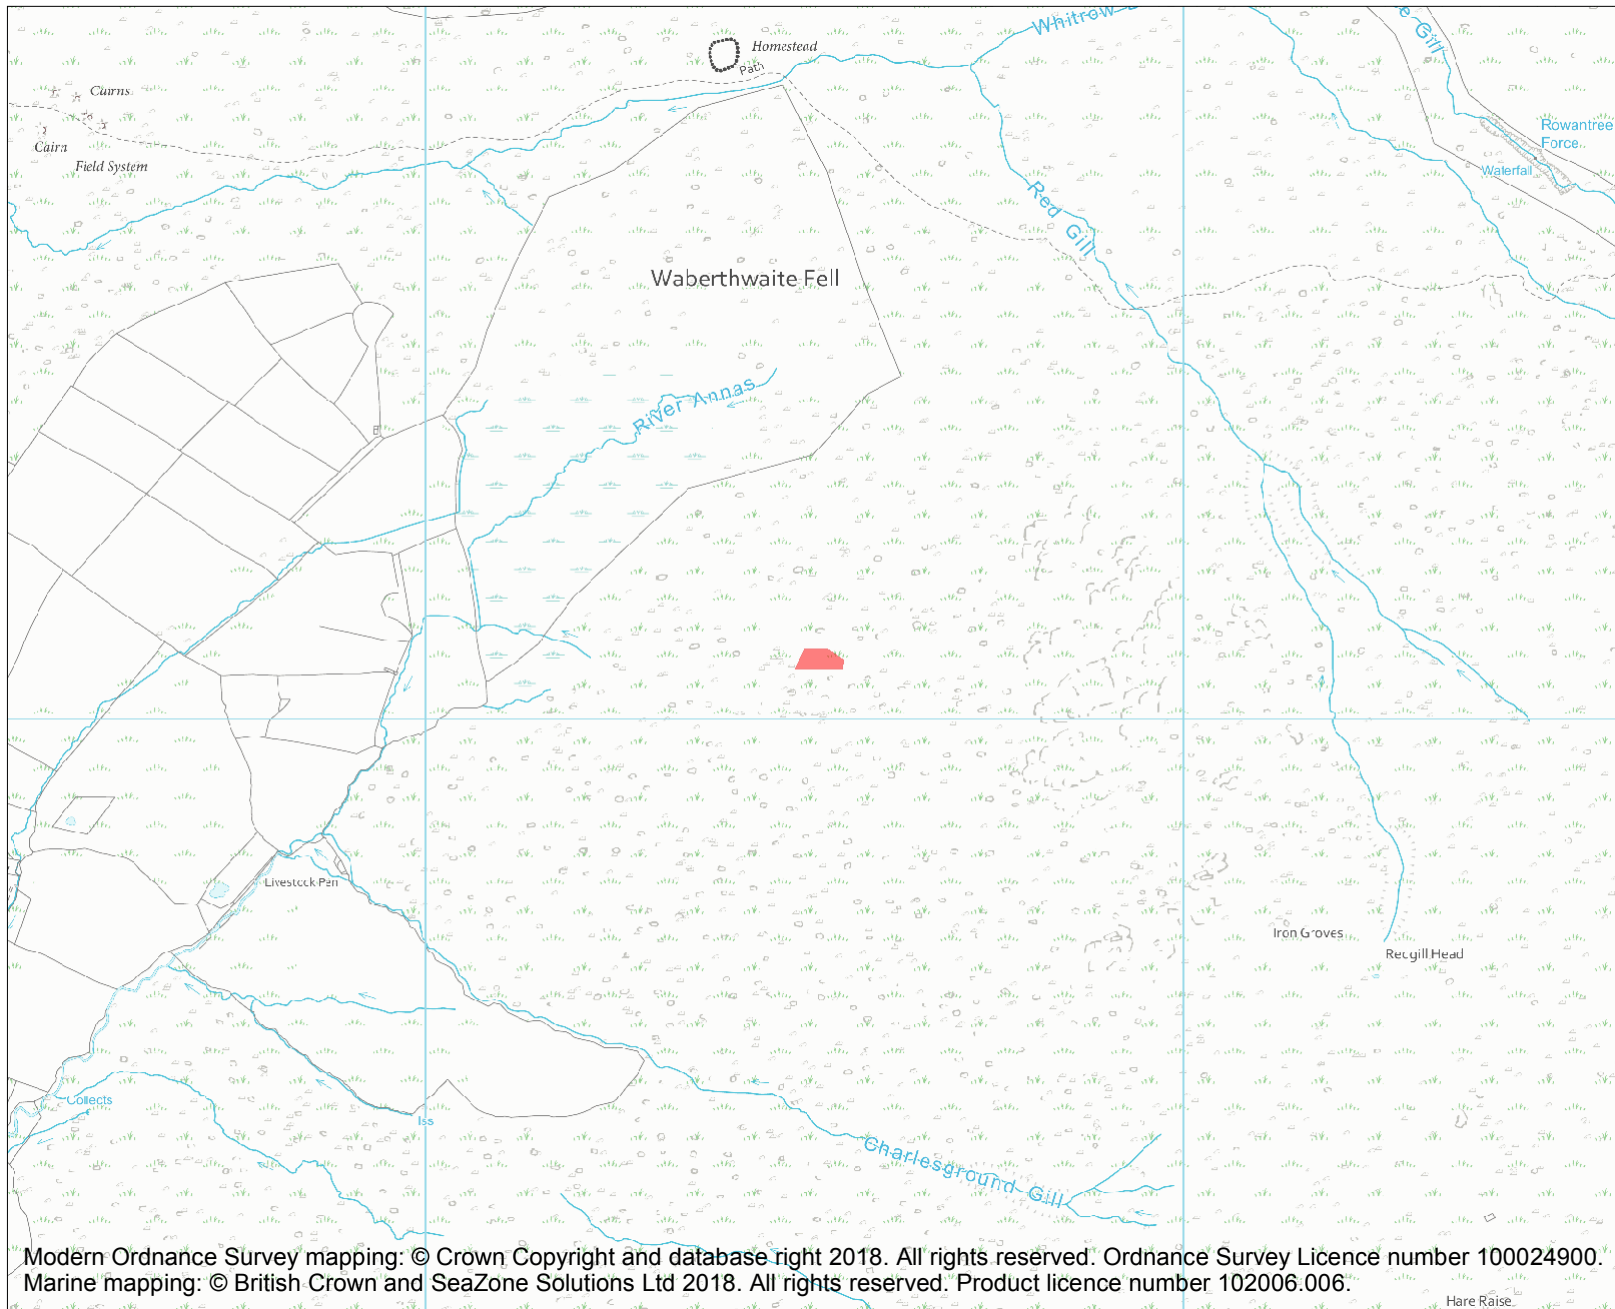 Whitrow
e Gill
Homestead
Path
Cairns
Cairn
Field System
Rowantree
Force
Waterfall
Red Gill
Waberthwaite Fell
River Annas
Livestock Pen
Iron Groves
Redgill Head
Collects
Iss
Charlesground Gill
Modern Ordnance Survey mapping: © Crown Copyright and database right 2018. All rights reserved. Ordnance Survey Licence number 100024900.
Marine mapping: © British Crown and SeaZone Solutions Ltd 2018. All rights reserved. Product licence number 102006.006.
Hare Raise